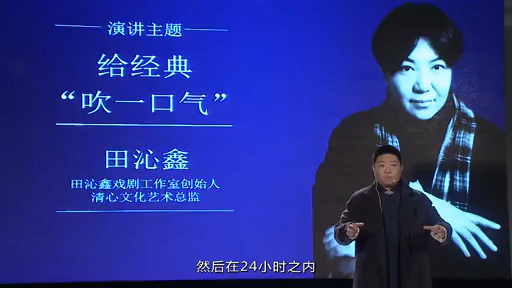 演讲主题
给经典
“吹一口气”
田沁鑫
田沁鑫戏剧工作室创始人
清心文化艺术总监
然后在24小时之内